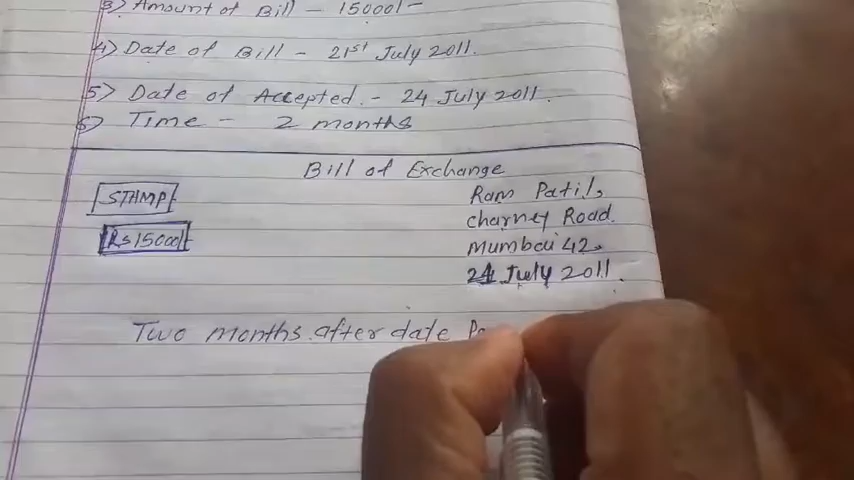 3) Amount of Bill - 15000/-
4) Date of Bill - 21st July 2011.
5) Date of Accepted. - 24 July 2011.
6) Time - 2 months
Bill of Exchange
STAMP
Rs 15000/-
Ram Patil,
charney Road.
Mumbai 42.
24 July 2011.
Two months after date